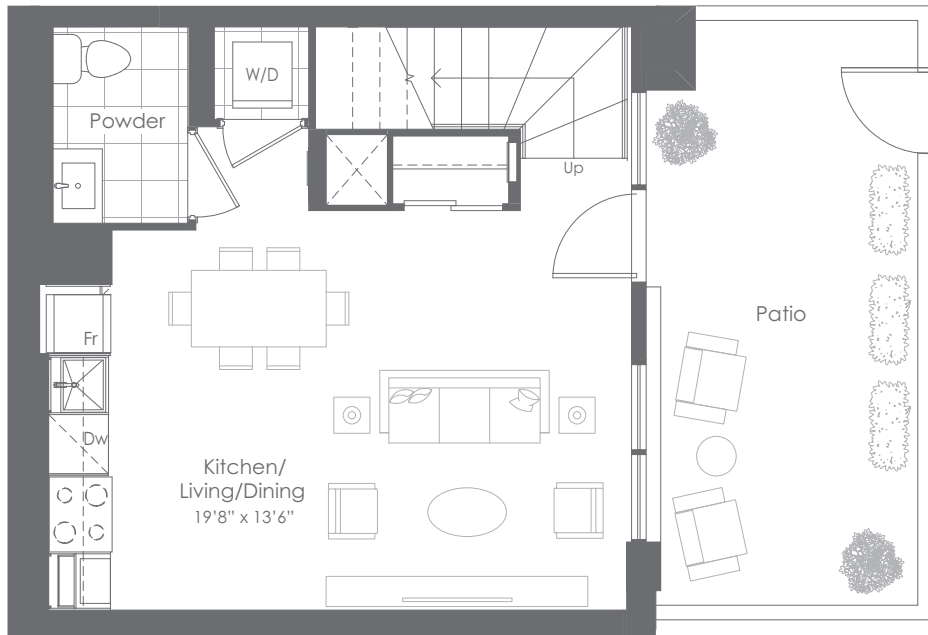 W/D
Powder
Up
Patio
Fr
Dw
Kitchen/
Living/Dining
19’8” x 13’6”